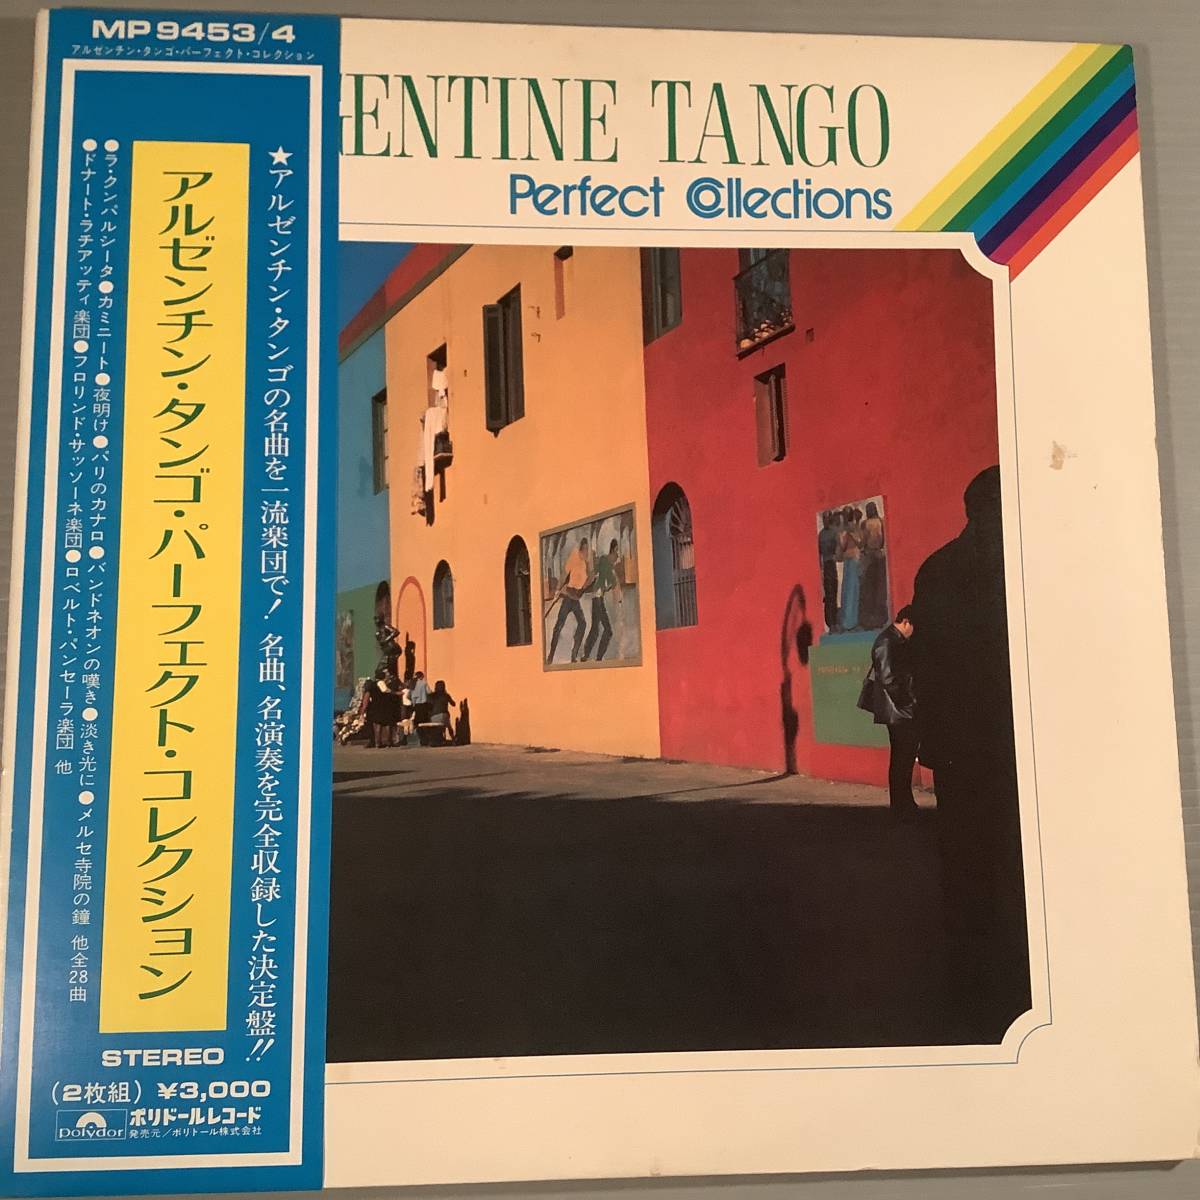 MP 9453/4
アルゼンチン・タンゴ・パーフェクト・コレクション
★アルゼンチン・タンゴの名曲を一流楽団で! 名曲、名演奏を完全収録した決定盤!!
アルゼンチン・タンゴ・パーフェクト・コレクション
●ラ・クンパルシータ●カミニート●夜明け●パリのカナロ●バンドネオンの嘆き●淡き光に●メルセ寺院の鐘 他全28曲
●ドナート・ラチアッティ楽団●フロリンド・サッソーネ楽団●ロベルト・パンセーラ楽団 他
STEREO
(2枚組) ¥3,000
Polydor
ポリドールレコード
発売元/ポリドール株式会社
GENTINE TANGO
Perfect Collections